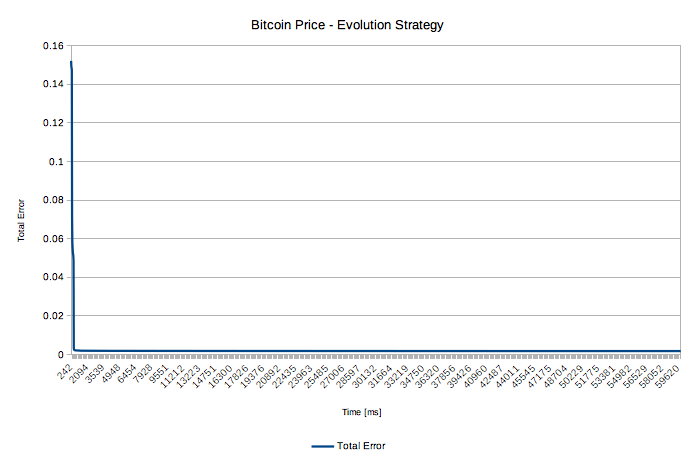 Bitcoin Price - Evolution Strategy
0.16
0.14
0.12
0.1
0.08
0.06
0.04
0.02
0
Total Error
242 2094 3539 4948 6454 7928 9551 11212 13223 14751 16300 17826 19376 20892 22435 23963 25485 27006 28597 30132 31664 33219 34750 36320 37856 39426 40960 42487 44011 45545 47175 48704 50229 51775 53381 54982 56529 58052 59620
Time [ms]
Total Error